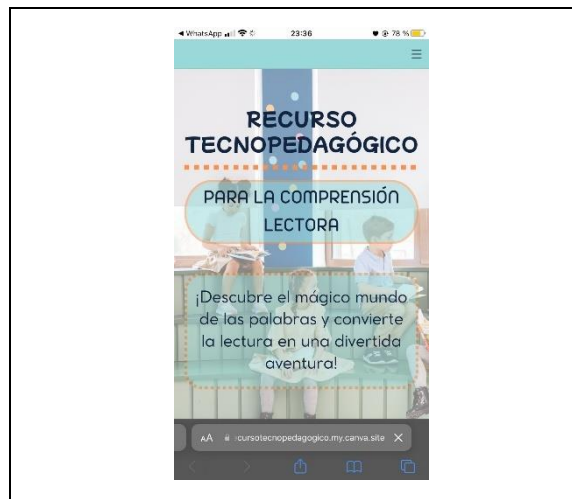 ◀ WhatsApp 23:36 78 %
RECURSO
TECNOPEDAGÓGICO
PARA LA COMPRENSIÓN
LECTORA
¡Descubre el mágico mundo
de las palabras y convierte
la lectura en una divertida
aventura!
AA cursotecnopedagogico.my.canva.site